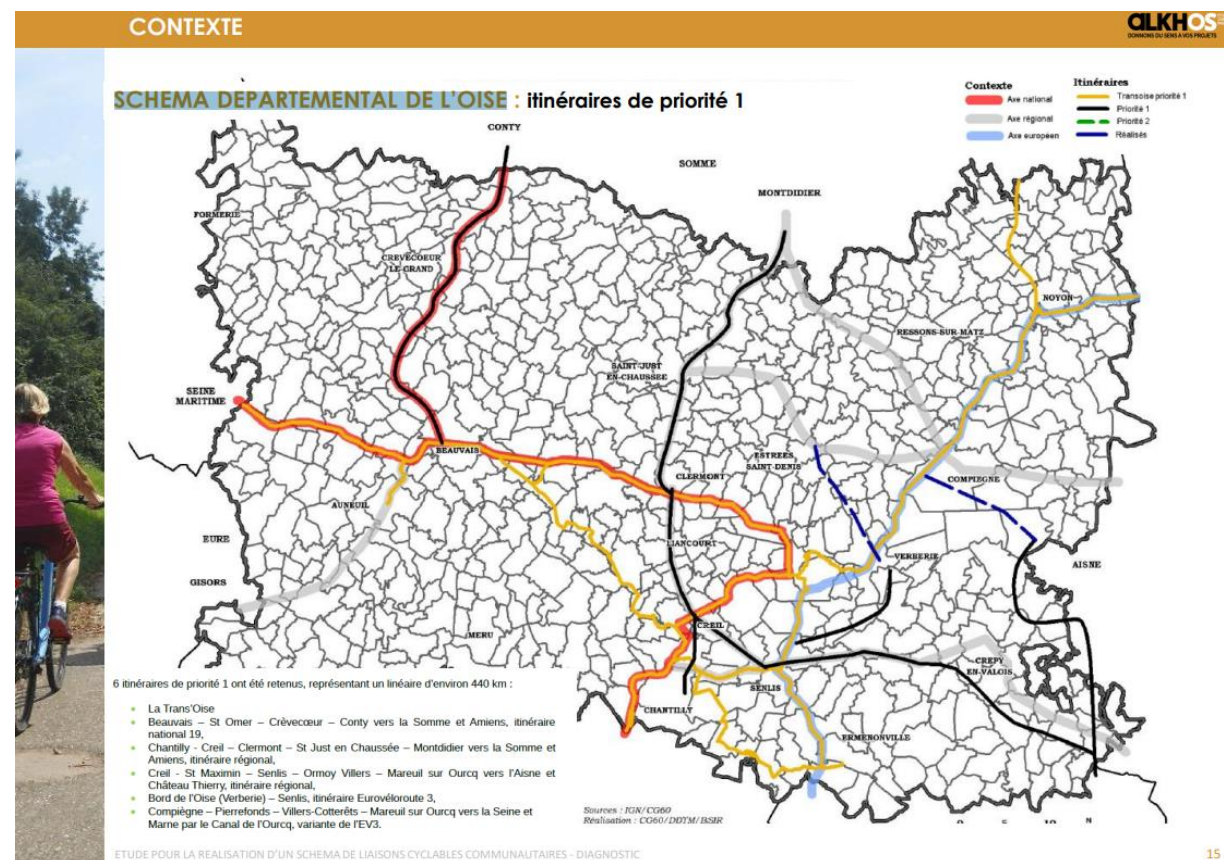 CONTEXTE
aLKHOS
DONNONS DU SENS A VOS PROJETS
SCHEMA DEPARTEMENTAL DE L'OISE : itinéraires de priorité 1
Contexte
Axe national
Axe régional
Axe européen
Itinéraires
Transoise priorité 1
Priorité 1
Priorité 2
Réalisés
CONTY
SOMME
MONTDIDIER
FORMERIE
CREVECOEUR
LE GRAND
NOYON
RESSONS-SUR-MATZ
SAINT-JUST
EN-CHAUSSEE
SEINE
MARITIME
BEAUVAIS
ESTREES
SAINT-DENIS
CLERMONT
COMPIEGNE
AUNEUIL
EURE
LIANCOURT
VERBERIE
AISNE
GISORS
CREIL
MERU
CREPY
EN-VALOIS
SENLIS
CHANTILLY
ERMENONVILLE
6 itinéraires de priorité 1 ont été retenus, représentant un linéaire d'environ 440 km :
• La Trans'Oise
• Beauvais – St Omer – Crèvecœur – Conty vers la Somme et Amiens, itinéraire
national 19,
• Chantilly - Creil – Clermont – St Just en Chaussée – Montdidier vers la Somme et
Amiens, itinéraire régional,
• Creil - St Maximin – Senlis – Ormoy Villers – Mareuil sur Ourcq vers l'Aisne et
Château Thierry, itinéraire régional,
• Bord de l'Oise (Verberie) – Senlis, itinéraire Eurovéloroute 3,
• Compiègne – Pierrefonds – Villers-Cotterêts – Mareuil sur Ourcq vers la Seine et
Marne par le Canal de l'Ourcq, variante de l'EV3.
Sources : IGN/CG60
Réalisation : CG60/DDTM/BSIR
0 5 10 N
ETUDE POUR LA REALISATION D'UN SCHEMA DE LIAISONS CYCLABLES COMMUNAUTAIRES - DIAGNOSTIC
15